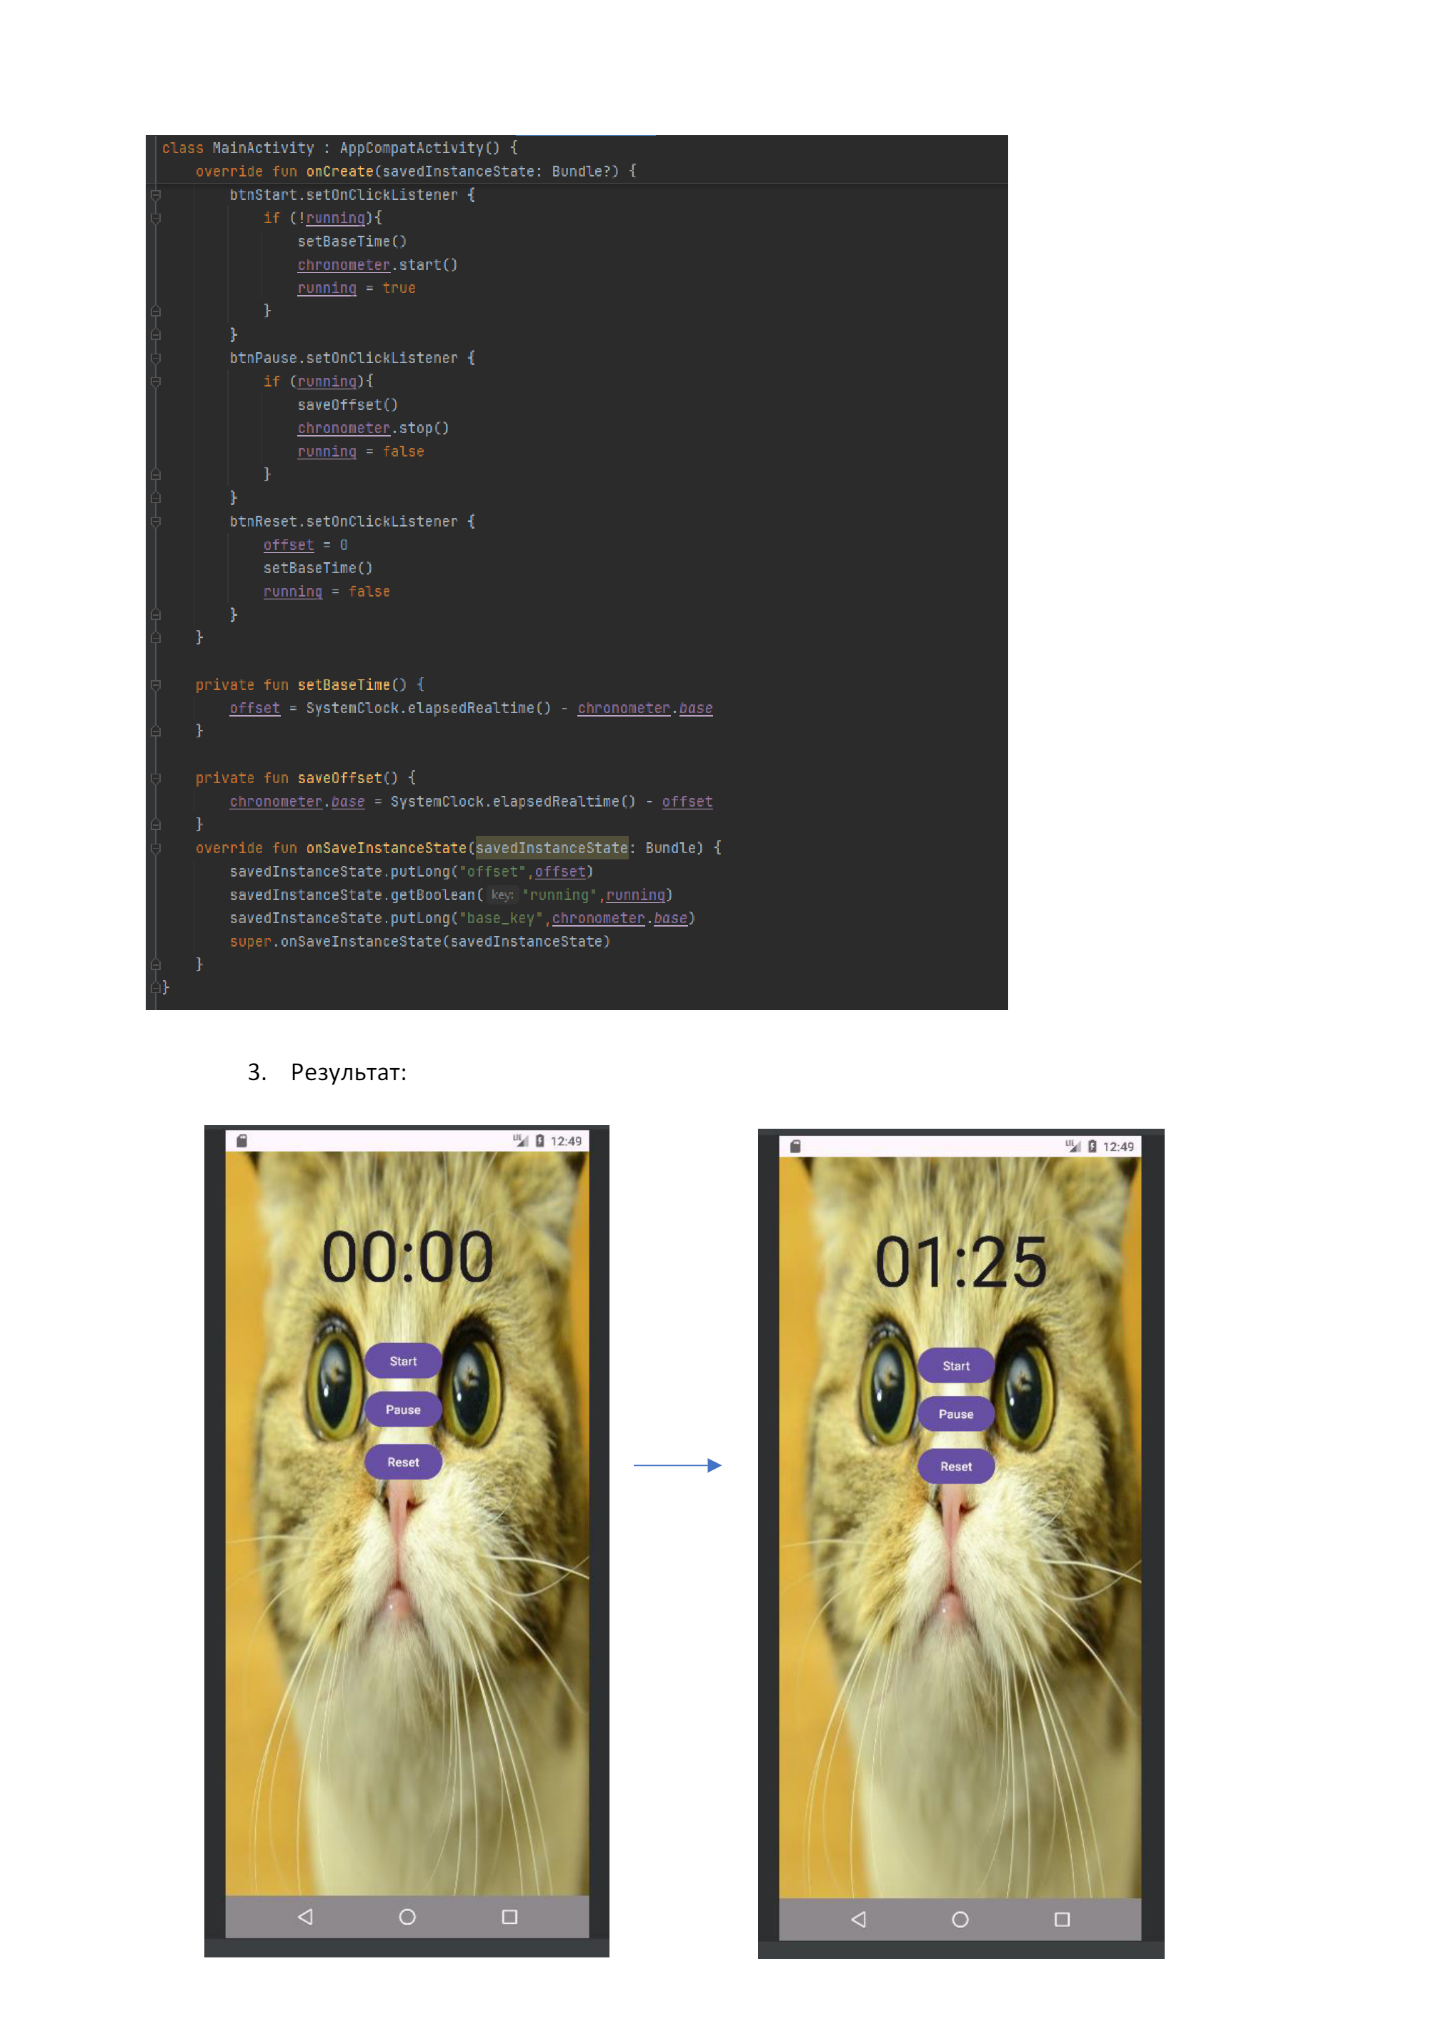 class MainActivity : AppCompatActivity() {
override fun onCreate(savedInstanceState: Bundle?) {
btnStart.setOnClickListener {
if (!running){
setBaseTime()
chronometer.start()
running = true
}
}
btnPause.setOnClickListener {
if (running){
saveOffset()
chronometer.stop()
running = false
}
}
btnReset.setOnClickListener {
offset = 0
setBaseTime()
running = false
}
}
private fun setBaseTime() {
offset = SystemClock.elapsedRealtime() - chronometer.base
}
private fun saveOffset() {
chronometer.base = SystemClock.elapsedRealtime() - offset
}
override fun onSaveInstanceState(savedInstanceState: Bundle) {
savedInstanceState.putLong("offset",offset)
savedInstanceState.getBoolean( key: "running",running)
savedInstanceState.putLong("base_key",chronometer.base)
super.onSaveInstanceState(savedInstanceState)
}
}
3. Результат:
LTE 12:49
00:00
Start
Pause
Reset
LTE 12:49
01:25
Start
Pause
Reset